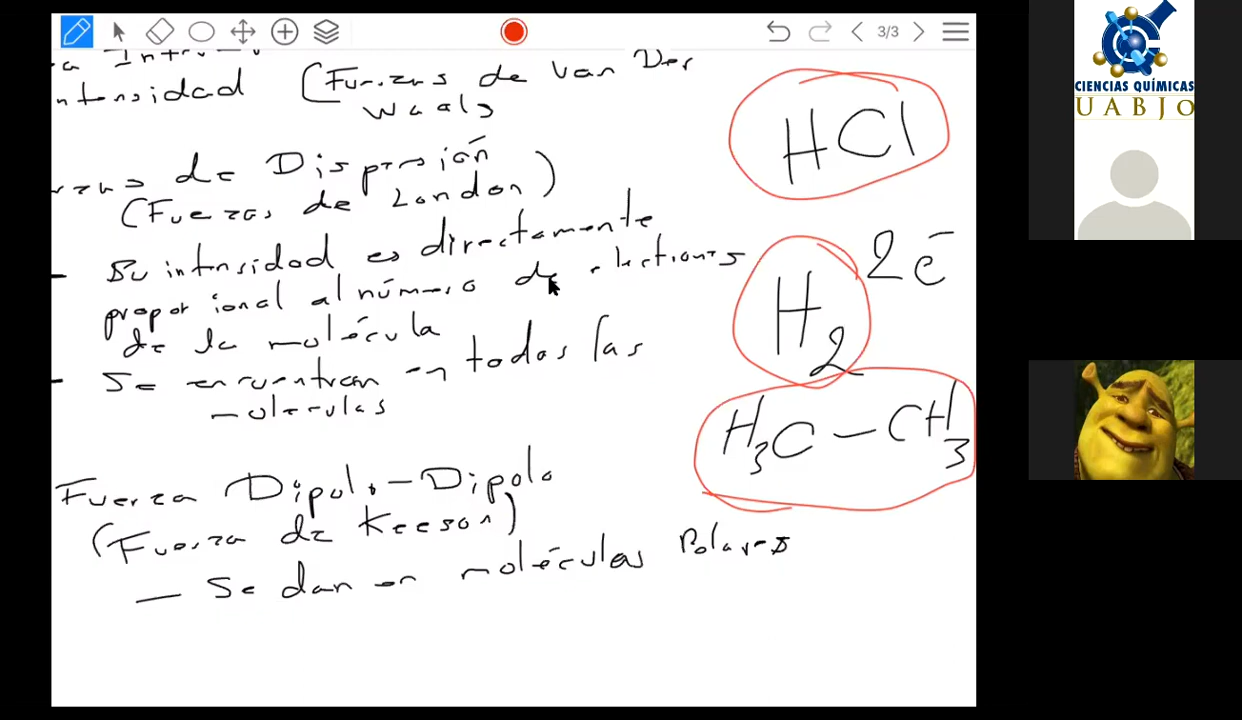 3/3
ntensidad (Fuerzas de Van Der
Waals
rzas de Dispersión
(Fuerzas de London)
- Su intensidad es directamente
proporcional al número de electrones
de la molécula
- Se encuentran en todas las
moléculas
Fuerza Dipolo-Dipolo
(Fuerza de Keeson)
- Se dan en moléculas Polares
HCl
H2 2e-
H3C-CH3
CIENCIAS QUÍMICAS
UABJO